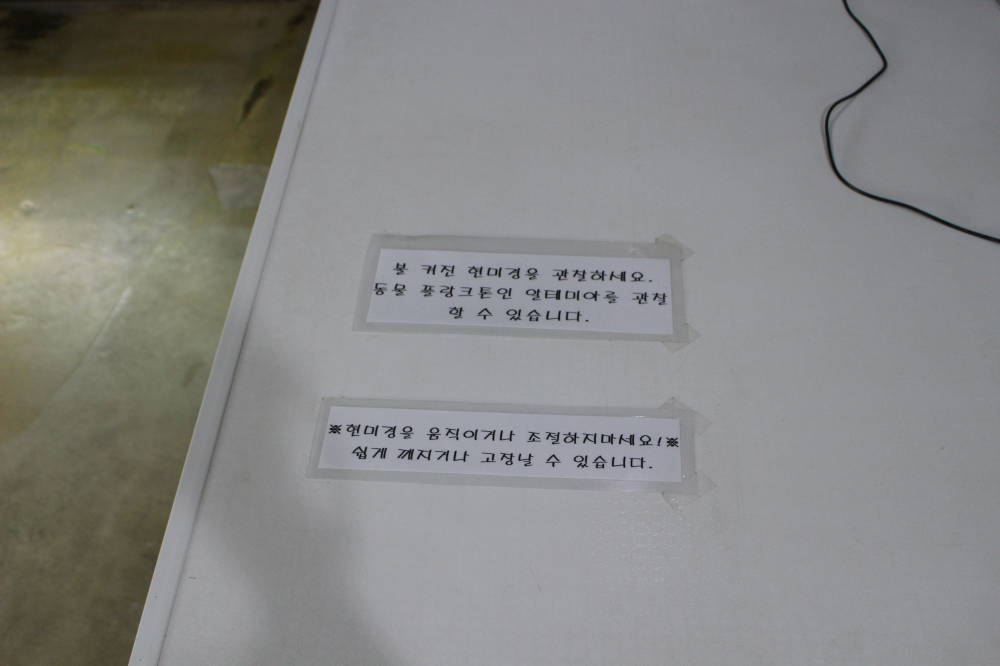 불 켜진 현미경을 관찰하세요.
동물 플랑크톤인 알테미아를 관찰
할 수 있습니다.
※현미경을 움직이거나 조절하지마세요!※
쉽게 깨지거나 고장날 수 있습니다.